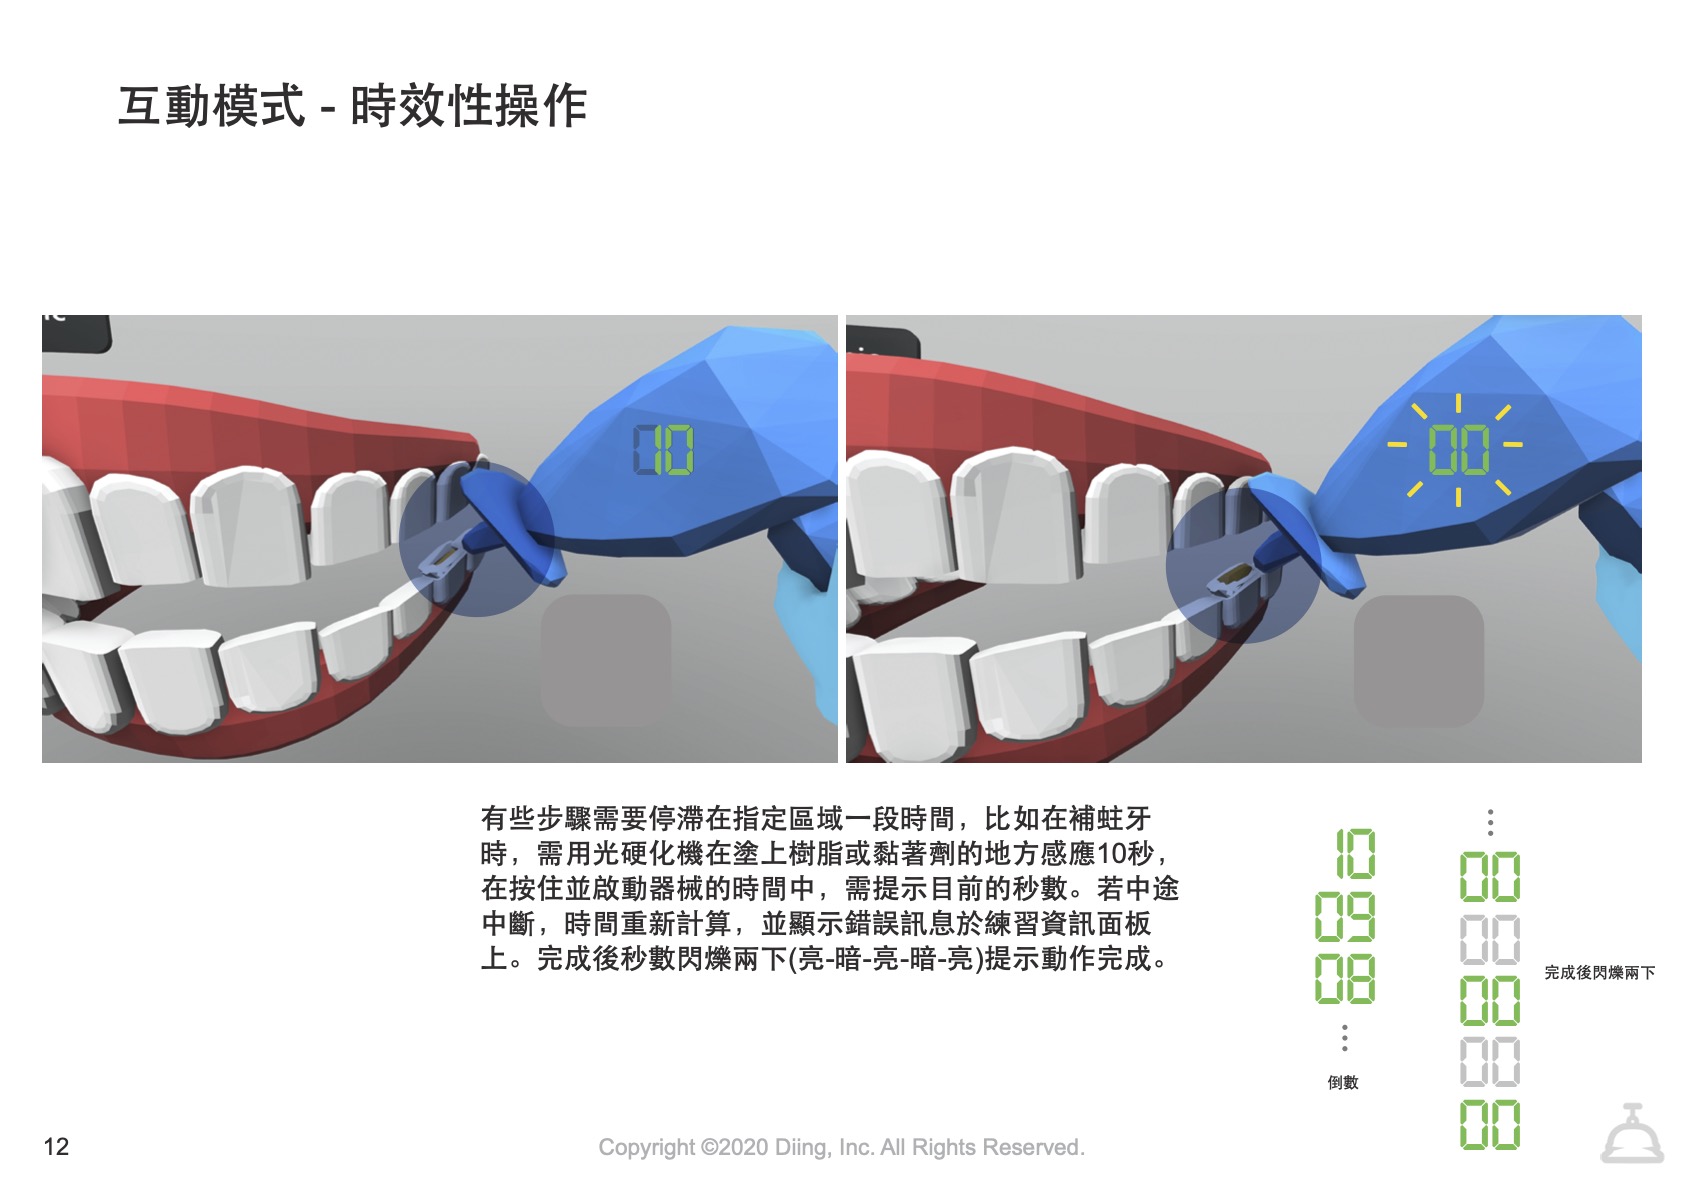 互動模式 - 時效性操作
10
00
有些步驟需要停滯在指定區域一段時間，比如在補蛀牙
時，需用光硬化機在塗上樹脂或黏著劑的地方感應10秒，
在按住並啟動器械的時間中，需提示目前的秒數。若中途
中斷，時間重新計算，並顯示錯誤訊息於練習資訊面板
上。完成後秒數閃爍兩下(亮-暗-亮-暗-亮)提示動作完成。
10
09
08
⋮
倒數
⋮
00
00
00
00
00
完成後閃爍兩下
12
Copyright ©2020 Diing, Inc. All Rights Reserved.